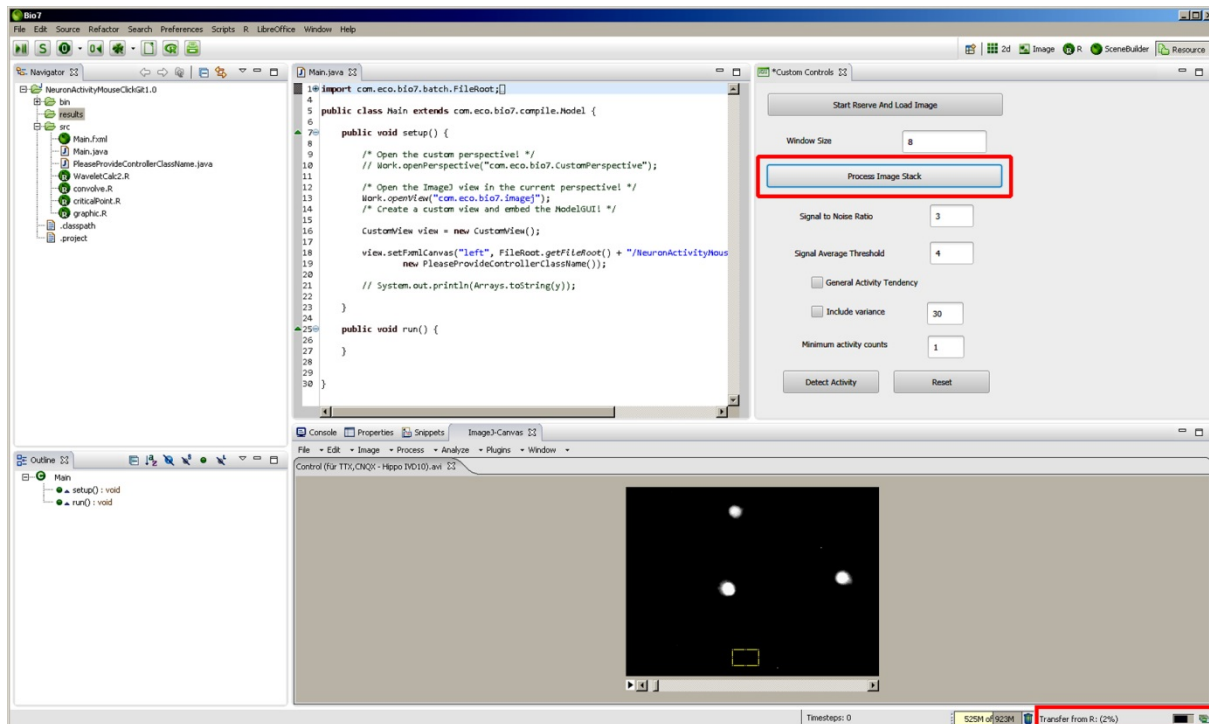 Bio7
File Edit Source Refactor Search Preferences Scripts R LibreOffice Window Help
2d Image R SceneBuilder Resource
Navigator
NeuronActivityMouseClickGit1.0
bin
results
src
Main.fxml
Main.java
PleaseProvideControllerClassName.java
WaveletCalc2.R
convolve.R
criticalPoint.R
graphic.R
.classpath
.project
Outline
Main
setup() : void
run() : void
Main.java
1 import com.eco.bio7.batch.FileRoot;
4
5 public class Main extends com.eco.bio7.compile.Model {
6
7 public void setup() {
8
9 /* Open the custom perspective! */
10 // Work.openPerspective("com.eco.bio7.CustomPerspective");
11
12 /* Open the ImageJ view in the current perspective! */
13 Work.openView("com.eco.bio7.imagej");
14 /* Create a custom view and embed the ModelGUI! */
15
16 CustomView view = new CustomView();
17
18 view.setFxmlCanvas("left", FileRoot.getFileRoot() + "/NeuronActivityMous
19 new PleaseProvideControllerClassName());
20
21 // System.out.println(Arrays.toString(y));
22
23 }
24
25 public void run() {
26
27 }
28
29
30 }
*Custom Controls
Start Rserve And Load Image
Window Size 8
Process Image Stack
Signal to Noise Ratio 3
Signal Average Threshold 4
General Activity Tendency
Include variance 30
Minimum activity counts 1
Detect Activity Reset
Console Properties Snippets ImageJ-Canvas
File Edit Image Process Analyze Plugins Window
Control (für TTX,CNQX - Hippo IVD10).avi
Timesteps: 0 525M of 923M Transfer from R: (2%)